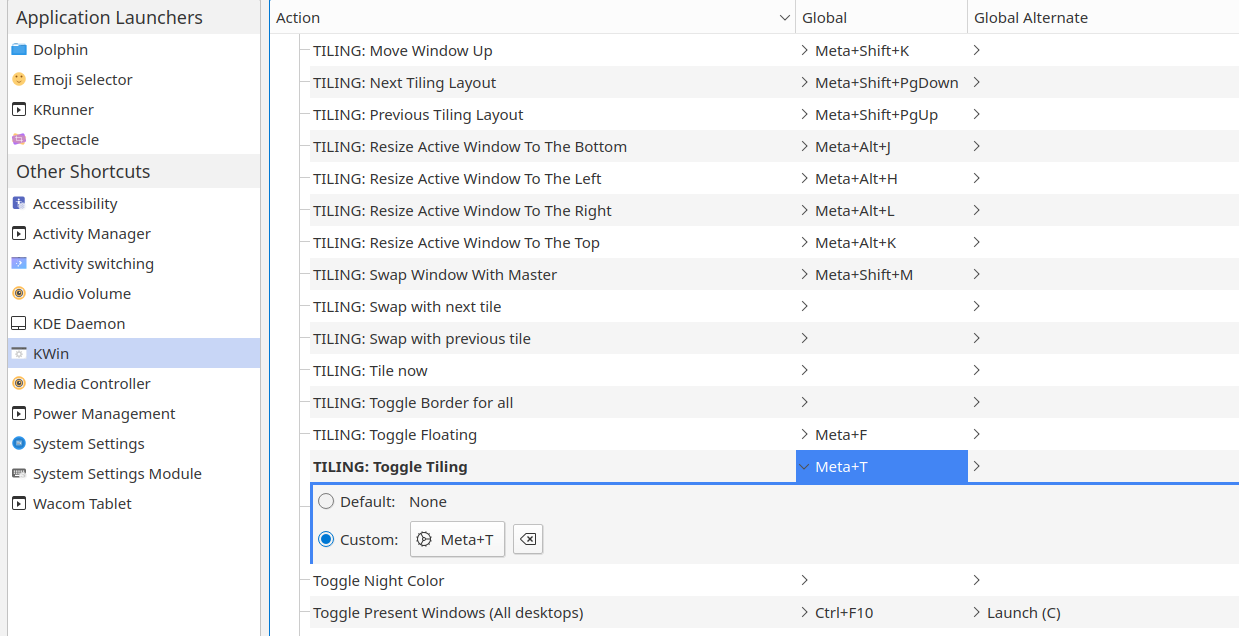 Application Launchers
Dolphin
Emoji Selector
KRunner
Spectacle
Other Shortcuts
Accessibility
Activity Manager
Activity switching
Audio Volume
KDE Daemon
KWin
Media Controller
Power Management
System Settings
System Settings Module
Wacom Tablet
Action Global Global Alternate
TILING: Move Window Up Meta+Shift+K
TILING: Next Tiling Layout Meta+Shift+PgDown
TILING: Previous Tiling Layout Meta+Shift+PgUp
TILING: Resize Active Window To The Bottom Meta+Alt+J
TILING: Resize Active Window To The Left Meta+Alt+H
TILING: Resize Active Window To The Right Meta+Alt+L
TILING: Resize Active Window To The Top Meta+Alt+K
TILING: Swap Window With Master Meta+Shift+M
TILING: Swap with next tile
TILING: Swap with previous tile
TILING: Tile now
TILING: Toggle Border for all
TILING: Toggle Floating Meta+F
TILING: Toggle Tiling Meta+T
Default: None
Custom: Meta+T
Toggle Night Color
Toggle Present Windows (All desktops) Ctrl+F10 Launch (C)